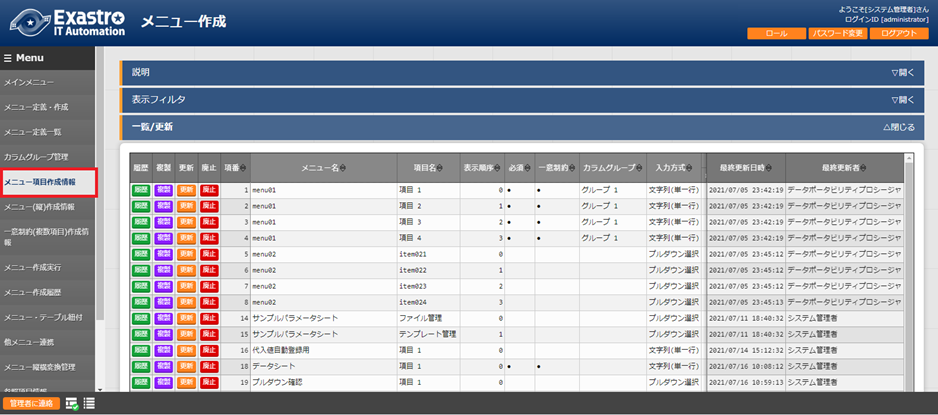 Exastro
IT Automation
メニュー作成
ようこそ[システム管理者]さん
ログインID [administrator]
ロール パスワード変更 ログアウト
Menu
メインメニュー
メニュー定義・作成
メニュー定義一覧
カラムグループ管理
メニュー項目作成情報
メニュー(縦)作成情報
一意制約(複数項目)作成情報
メニュー作成実行
メニュー作成履歴
メニュー・テーブル紐付
他メニュー連携
メニュー縦横変換管理
参照項目情報
説明 ▽開く
表示フィルタ ▽開く
一覧/更新 △閉じる
履歴 複製 更新 廃止 項番 メニュー名 項目名 表示順序 必須 一意制約 カラムグループ 入力方式 最終更新日時 最終更新者
履歴 複製 更新 廃止 1 menu01 項目 1 0 ● ● グループ 1 文字列(単一行) 2021/07/05 23:42:19 データポータビリティプロシージャ
履歴 複製 更新 廃止 2 menu01 項目 2 1 ● ● グループ 1 文字列(単一行) 2021/07/05 23:42:19 データポータビリティプロシージャ
履歴 複製 更新 廃止 3 menu01 項目 3 2 ● ● グループ 1 文字列(単一行) 2021/07/05 23:42:19 データポータビリティプロシージャ
履歴 複製 更新 廃止 4 menu01 項目 4 3 ● ● グループ 1 文字列(単一行) 2021/07/05 23:42:19 データポータビリティプロシージャ
履歴 複製 更新 廃止 5 menu02 item021 0 プルダウン選択 2021/07/05 23:45:12 データポータビリティプロシージャ
履歴 複製 更新 廃止 6 menu02 item022 1 プルダウン選択 2021/07/05 23:45:12 データポータビリティプロシージャ
履歴 複製 更新 廃止 7 menu02 item023 2 プルダウン選択 2021/07/05 23:45:12 データポータビリティプロシージャ
履歴 複製 更新 廃止 8 menu02 item024 3 プルダウン選択 2021/07/05 23:45:13 データポータビリティプロシージャ
履歴 複製 更新 廃止 14 サンプルパラメータシート ファイル管理 0 プルダウン選択 2021/07/11 18:40:32 システム管理者
履歴 複製 更新 廃止 15 サンプルパラメータシート テンプレート管理 1 プルダウン選択 2021/07/11 18:40:32 システム管理者
履歴 複製 更新 廃止 16 代入値自動登録用 項目 1 0 文字列(単一行) 2021/07/14 15:12:32 システム管理者
履歴 複製 更新 廃止 18 データシート 項目 1 0 ● ● 文字列(単一行) 2021/07/16 10:08:12 システム管理者
履歴 複製 更新 廃止 19 プルダウン確認 項目 1 0 プルダウン選択 2021/07/16 10:59:13 システム管理者
管理者に連絡